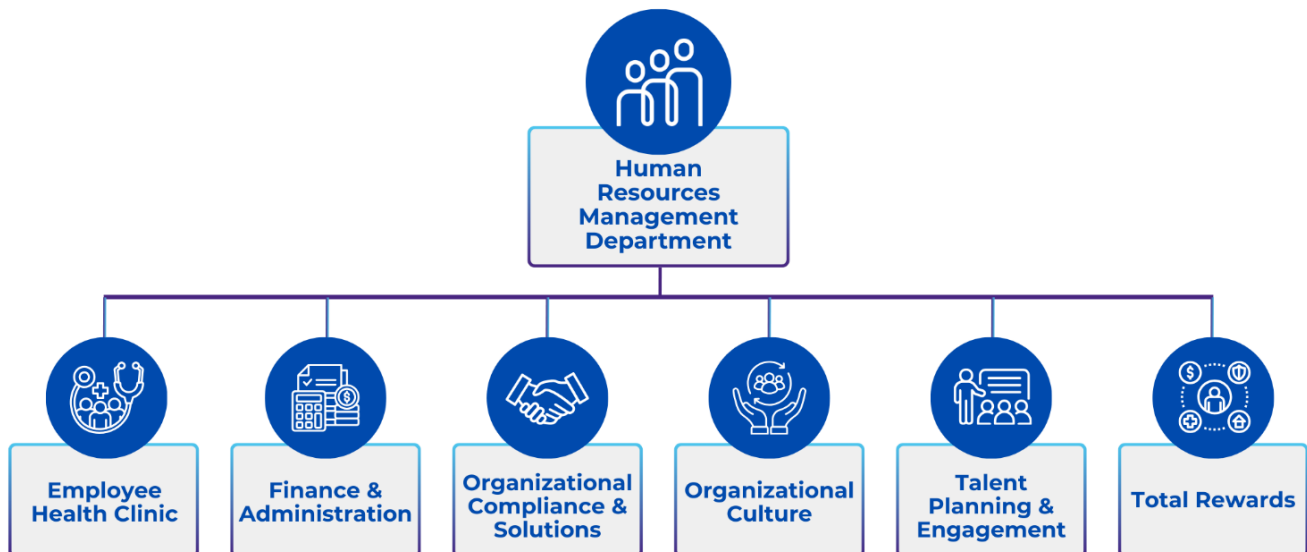 Human
Resources
Management
Department
Employee
Health Clinic
Finance &
Administration
Organizational
Compliance &
Solutions
Organizational
Culture
Talent
Planning &
Engagement
Total Rewards